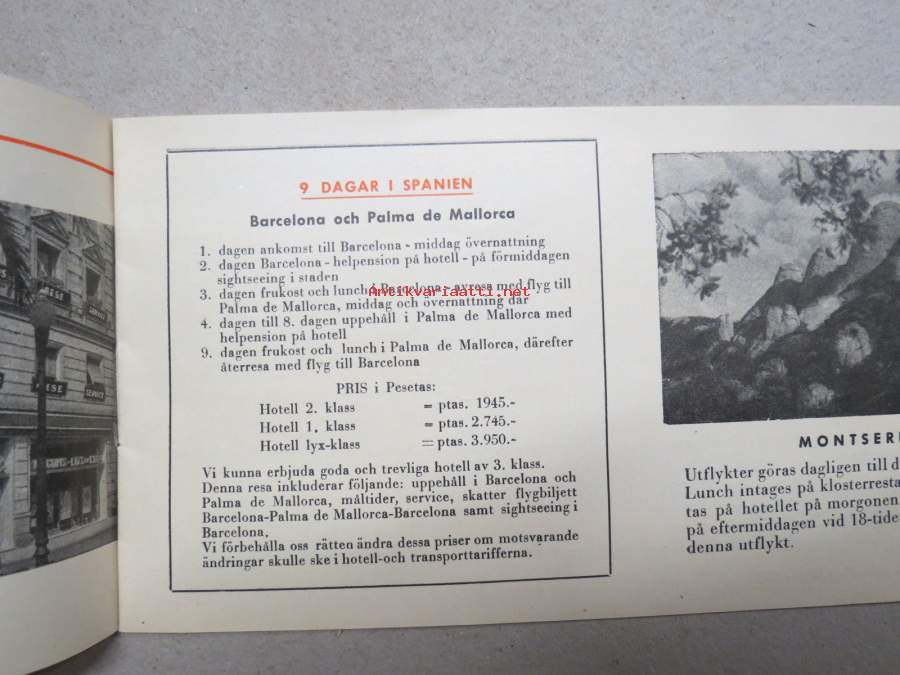 9 DAGAR I SPANIEN
Barcelona och Palma de Mallorca
1. dagen ankomst till Barcelona - middag övernattning
2. dagen Barcelona - helpension på hotell - på förmiddagen
sightseeing i staden
3. dagen frukost och lunch i Barcelona - avresa med flyg till
Palma de Mallorca, middag och övernattning där
4. dagen till 8. dagen uppehåll i Palma de Mallorca med
helpension på hotell
9. dagen frukost och lunch i Palma de Mallorca, därefter
återresa med flyg till Barcelona
PRIS i Pesetas:
Hotell 2. klass = ptas. 1945.-
Hotell 1. klass = ptas. 2.745.-
Hotell lyx-klass = ptas. 3.950.-
Vi kunna erbjuda goda och trevliga hotell av 3. klass.
Denna resa inkluderar följande: uppehåll i Barcelona och
Palma de Mallorca, måltider, service, skatter flygbiljett
Barcelona-Palma de Mallorca-Barcelona samt sightseeing i
Barcelona.
Vi förbehålla oss rätten ändra dessa priser om motsvarande
ändringar skulle ske i hotell-och transporttarifferna.
Antikvariaatti.net
MONTSER
Utflykter göras dagligen till d
Lunch intages på klosterresta
tas på hotellet på morgonen
på eftermiddagen vid 18-tide
denna utflykt.
SERVICE